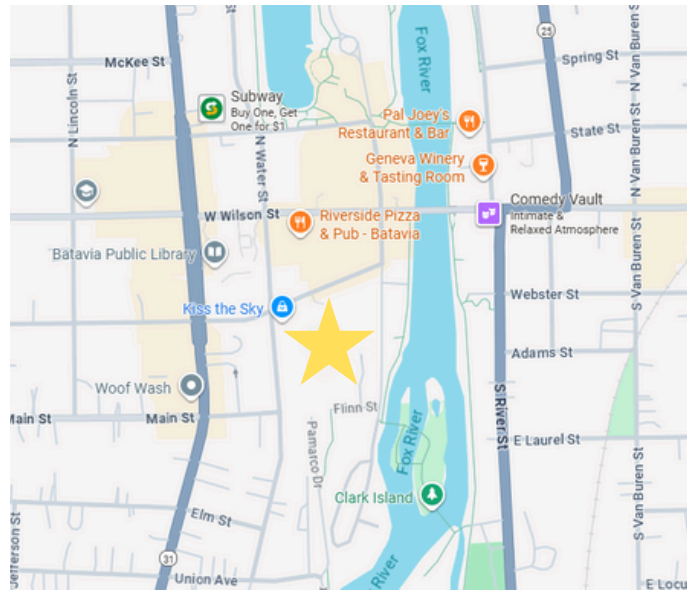 Fox River
25
McKee St
Spring St
N Van Buren St
N Van Buren St
N Lincoln St
Subway
Buy One, Get
One for $1
Pal Joey's
Restaurant & Bar
State St
N Water St
Geneva Winery
& Tasting Room
Comedy Vault
Intimate &
Relaxed Atmosphere
W Wilson St
Riverside Pizza
& Pub - Batavia
Batavia Public Library
S Van Buren St
Webster St
Kiss the Sky
Adams St
Woof Wash
S River St
Flinn St
Main St
Main St
Pamarco Dr
Fox River
E Laurel St
S Van Buren St
Clark Island
Elm St
Jefferson St
31
Union Ave
River
E Locu